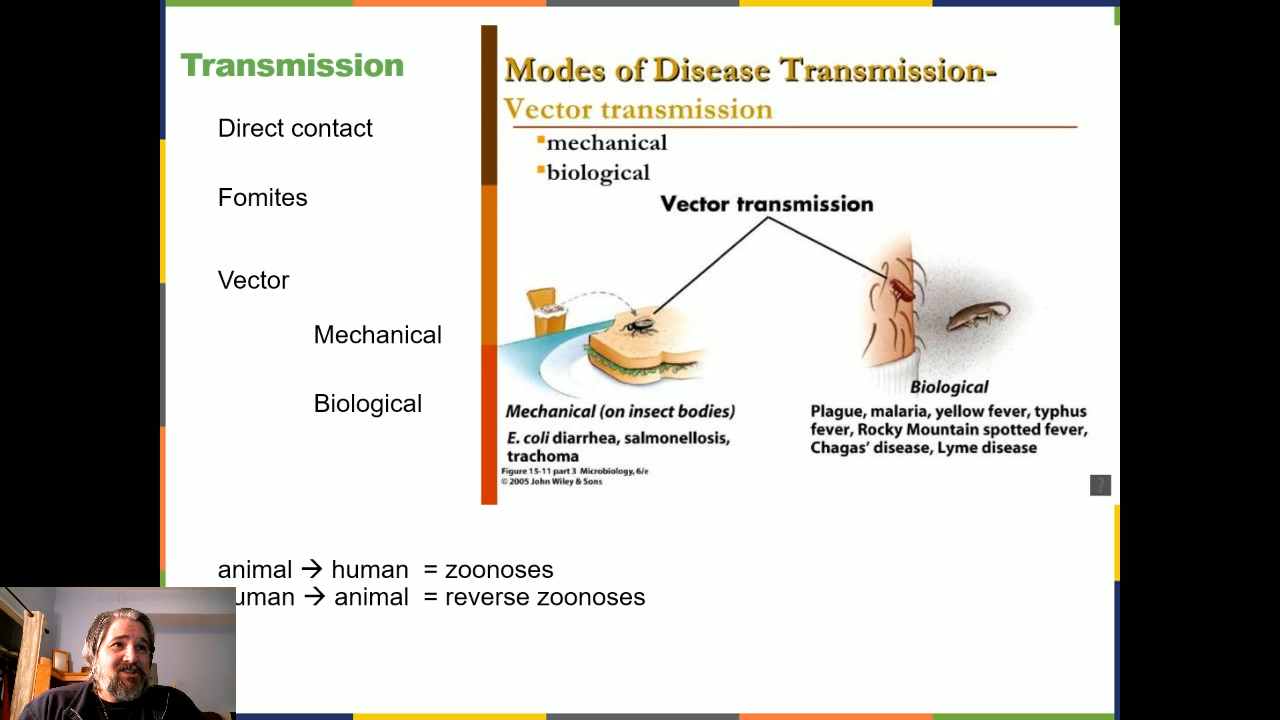 Transmission
Direct contact
Fomites
Vector
Mechanical
Biological
Modes of Disease Transmission-
Vector transmission
mechanical
biological
Vector transmission
Mechanical (on insect bodies)
E. coli diarrhea, salmonellosis,
trachoma
Figure 15-11 part 3 Microbiology, 6/e
© 2005 John Wiley & Sons
Biological
Plague, malaria, yellow fever, typhus
fever, Rocky Mountain spotted fever,
Chagas' disease, Lyme disease
?
animal → human = zoonoses
uman → animal = reverse zoonoses